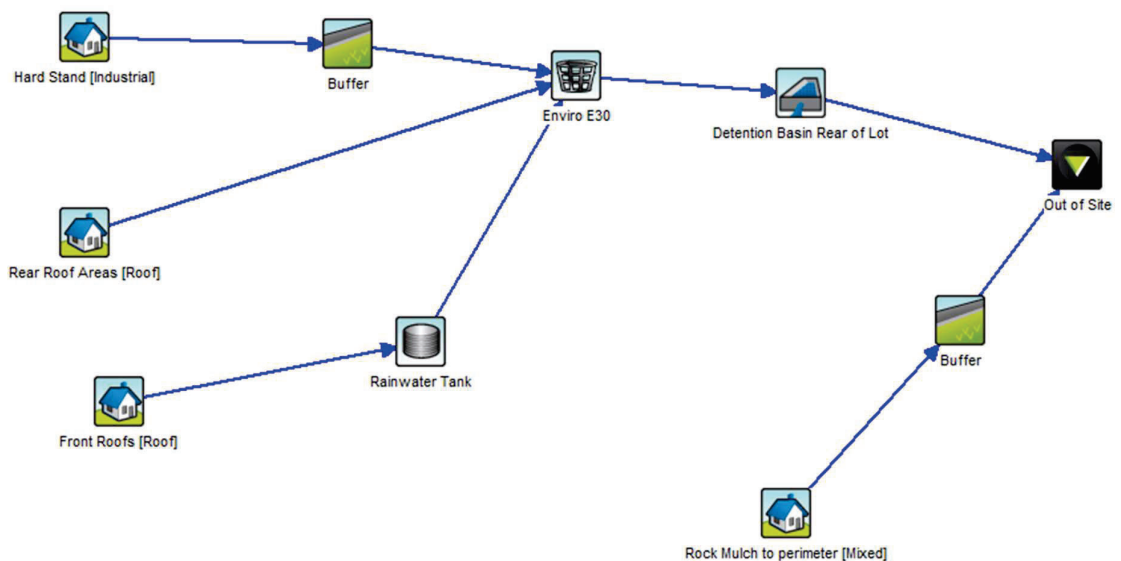 Hard Stand [Industrial]
Buffer
Enviro E30
Detention Basin Rear of Lot
Out of Site
Rear Roof Areas [Roof]
Rainwater Tank
Buffer
Front Roofs [Roof]
Rock Mulch to perimeter [Mixed]